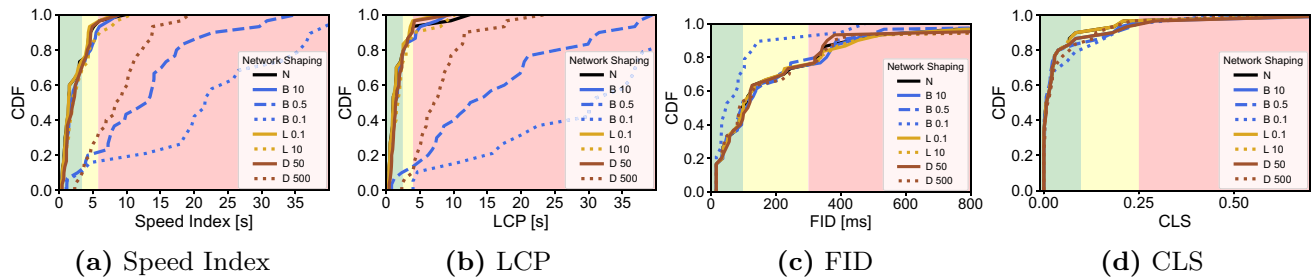 CDF
1.0
0.8
0.6
0.4
0.2
0.0
Network Shaping
N
B 10
B 0.5
B 0.1
L 0.1
L 10
D 50
D 500
0 5 10 15 20 25 30 35
Speed Index [s]
(a) Speed Index
CDF
1.0
0.8
0.6
0.4
0.2
0.0
Network Shaping
N
B 10
B 0.5
B 0.1
L 0.1
L 10
D 50
D 500
0 5 10 15 20 25 30 35
LCP [s]
(b) LCP
CDF
1.0
0.8
0.6
0.4
0.2
0.0
Network Shaping
N
B 10
B 0.5
B 0.1
L 0.1
L 10
D 50
D 500
0 200 400 600 800
FID [ms]
(c) FID
CDF
1.0
0.8
0.6
0.4
0.2
0.0
Network Shaping
N
B 10
B 0.5
B 0.1
L 0.1
L 10
D 50
D 500
0.00 0.25 0.50
CLS
(d) CLS